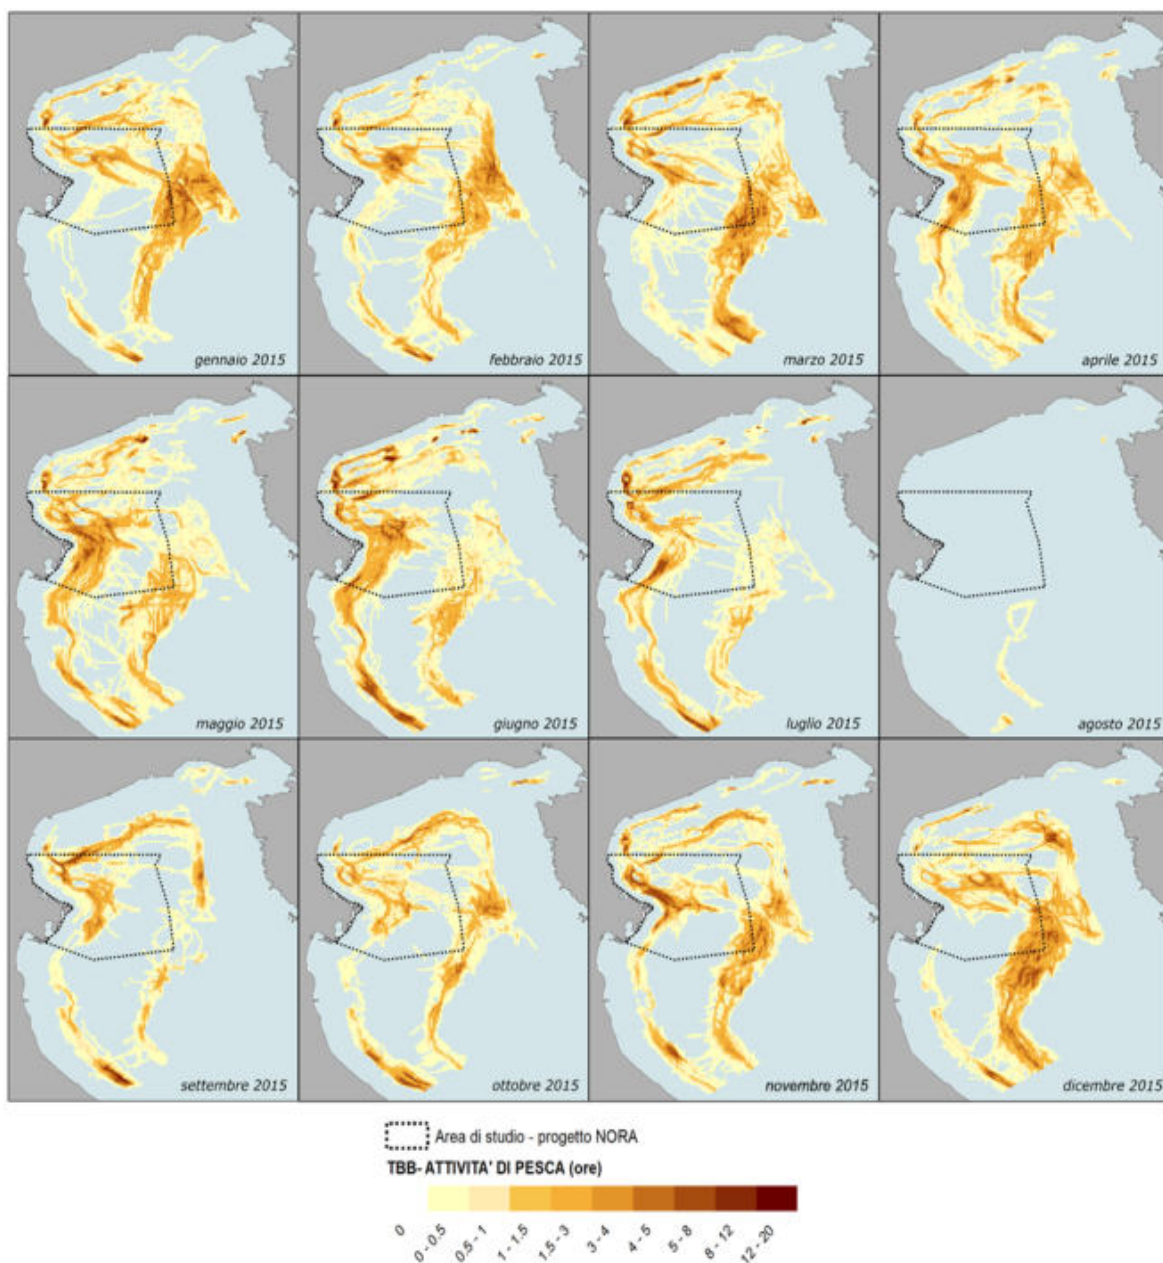 gennaio 2015
febbraio 2015
marzo 2015
aprile 2015
maggio 2015
giugno 2015
luglio 2015
agosto 2015
settembre 2015
ottobre 2015
novembre 2015
dicembre 2015
Area di studio - progetto NORA
TBB- ATTIVITA' DI PESCA (ore)
0
0 - 0.5
0.5 - 1
1 - 1.5
1.5 - 3
3 - 4
4 - 5
5 - 8
8 - 12
12 - 20